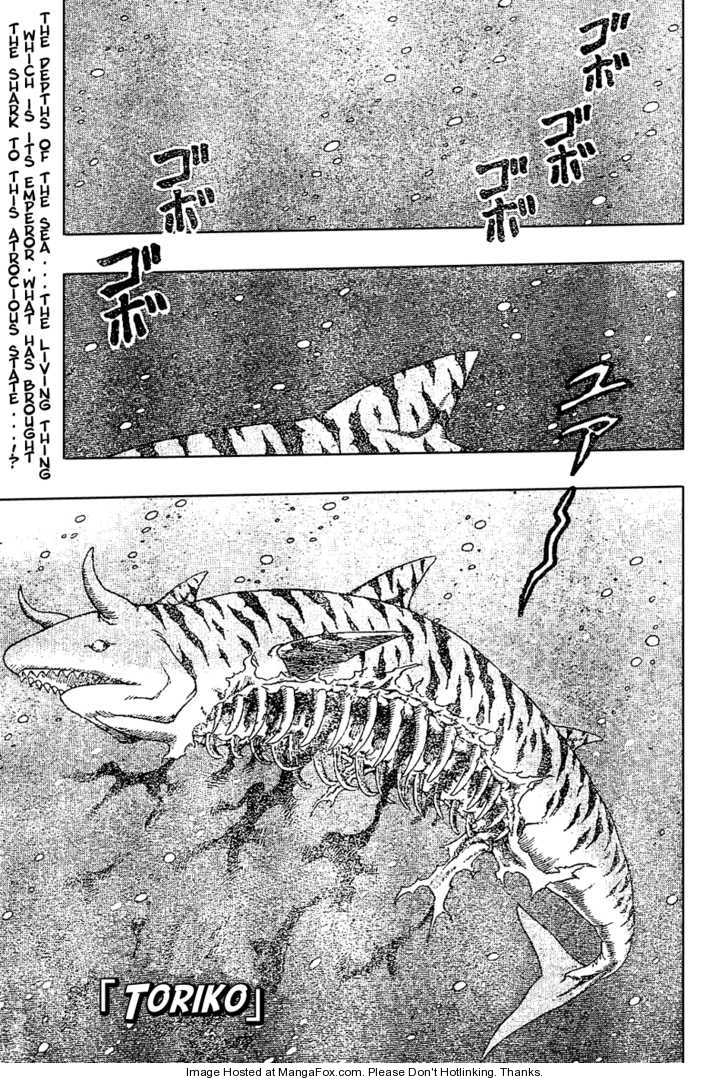 THE DEPTHS OF THE SEA....THE LIVING THING
WHICH IS ITS EMPEROR. WHAT HAS BROUGHT
THE SHARK TO THIS ATROCIOUS STATE....!?
ゴボ
ゴボ
ゴボ
ゴボ
ゴボ
ユアァ
「TORIKO」
Image Hosted at MangaFox.com. Please Don't Hotlinking. Thanks.